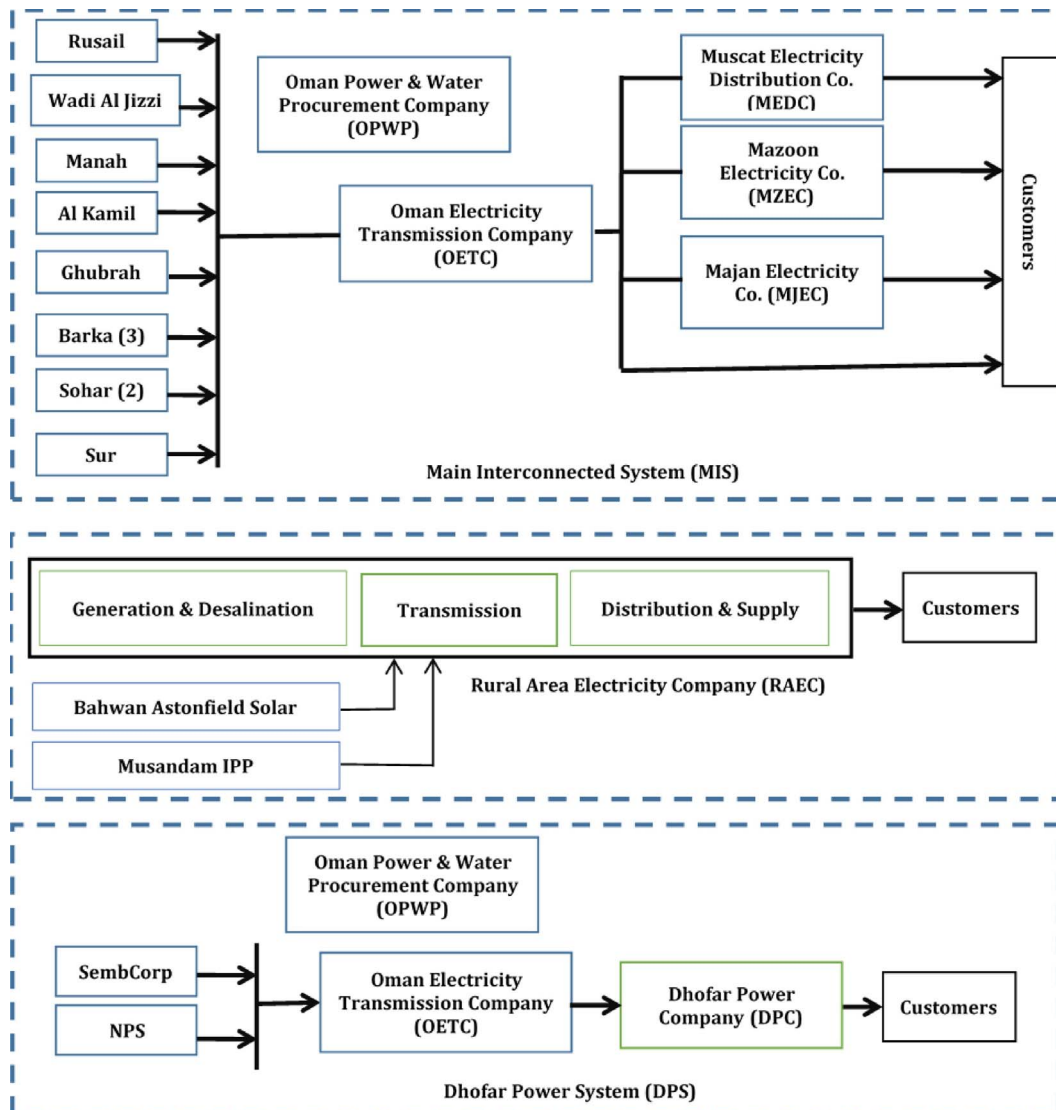 Rusail
Wadi Al Jizzi
Manah
Al Kamil
Ghubrah
Barka (3)
Sohar (2)
Sur
Oman Power & Water
Procurement Company
(OPWP)
Oman Electricity
Transmission Company
(OETC)
Muscat Electricity
Distribution Co.
(MEDC)
Mazoon
Electricity Co.
(MZEC)
Majan Electricity
Co. (MJEC)
Customers
Main Interconnected System (MIS)
Generation & Desalination
Transmission
Distribution & Supply
Customers
Rural Area Electricity Company (RAEC)
Bahwan Astonfield Solar
Musandam IPP
Oman Power & Water
Procurement Company
(OPWP)
SembCorp
NPS
Oman Electricity
Transmission Company
(OETC)
Dhofar Power
Company (DPC)
Customers
Dhofar Power System (DPS)